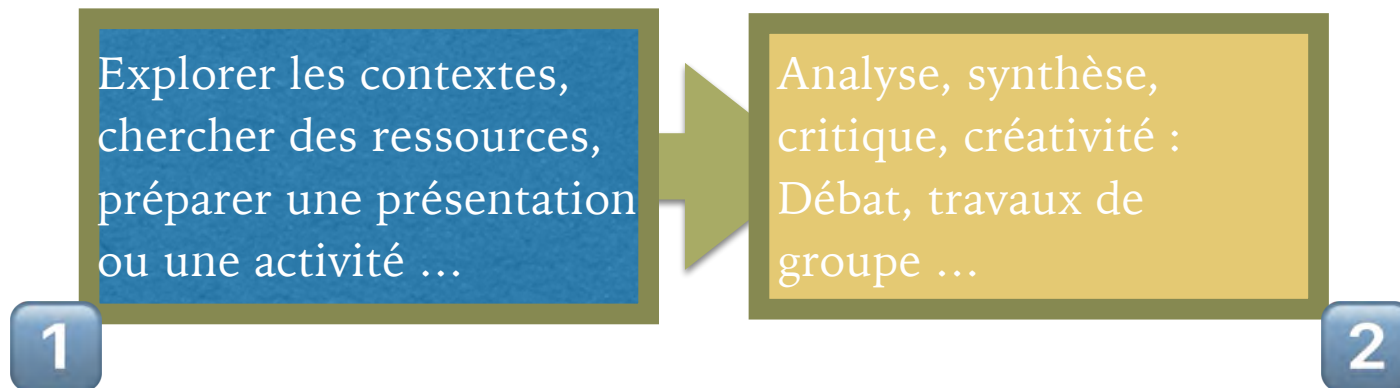 Explorer les contextes,
chercher des ressources,
préparer une présentation
ou une activité …
1
Analyse, synthèse,
critique, créativité :
Débat, travaux de
groupe …
2